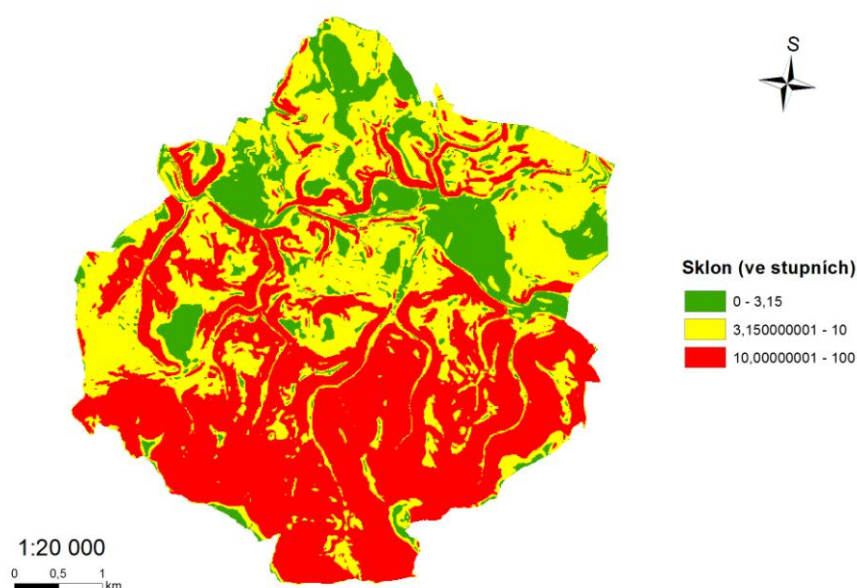 S
Sklon (ve stupních)
0 - 3,15
3,150000001 - 10
10,00000001 - 100
1:20 000
0 0,5 1
km